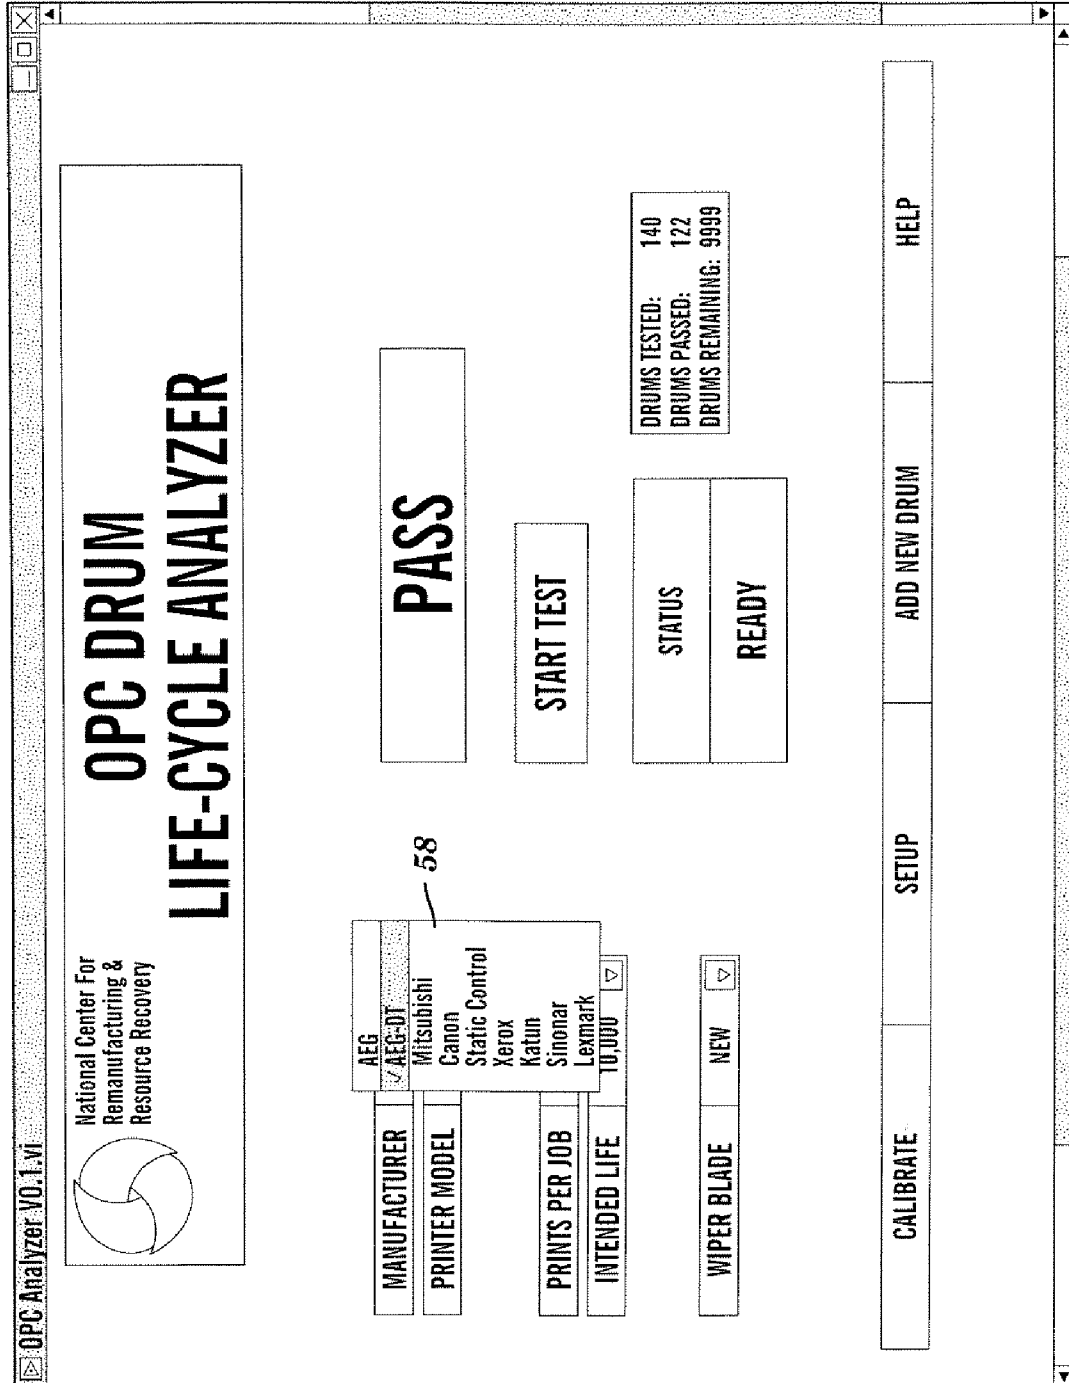 OPC Analyzer V0.1.vi
National Center For
Remanufacturing &
Resource Recovery
OPC DRUM
LIFE-CYCLE ANALYZER
MANUFACTURER
PRINTER MODEL
AEG
✓AEG-DT
Mitsubishi
Canon
Static Control
Xerox
Katun
Sinonar
Lexmark
58
PASS
START TEST
PRINTS PER JOB
INTENDED LIFE 10,000
WIPER BLADE NEW
STATUS
READY
DRUMS TESTED: 140
DRUMS PASSED: 122
DRUMS REMAINING: 9999
CALIBRATE SETUP ADD NEW DRUM HELP